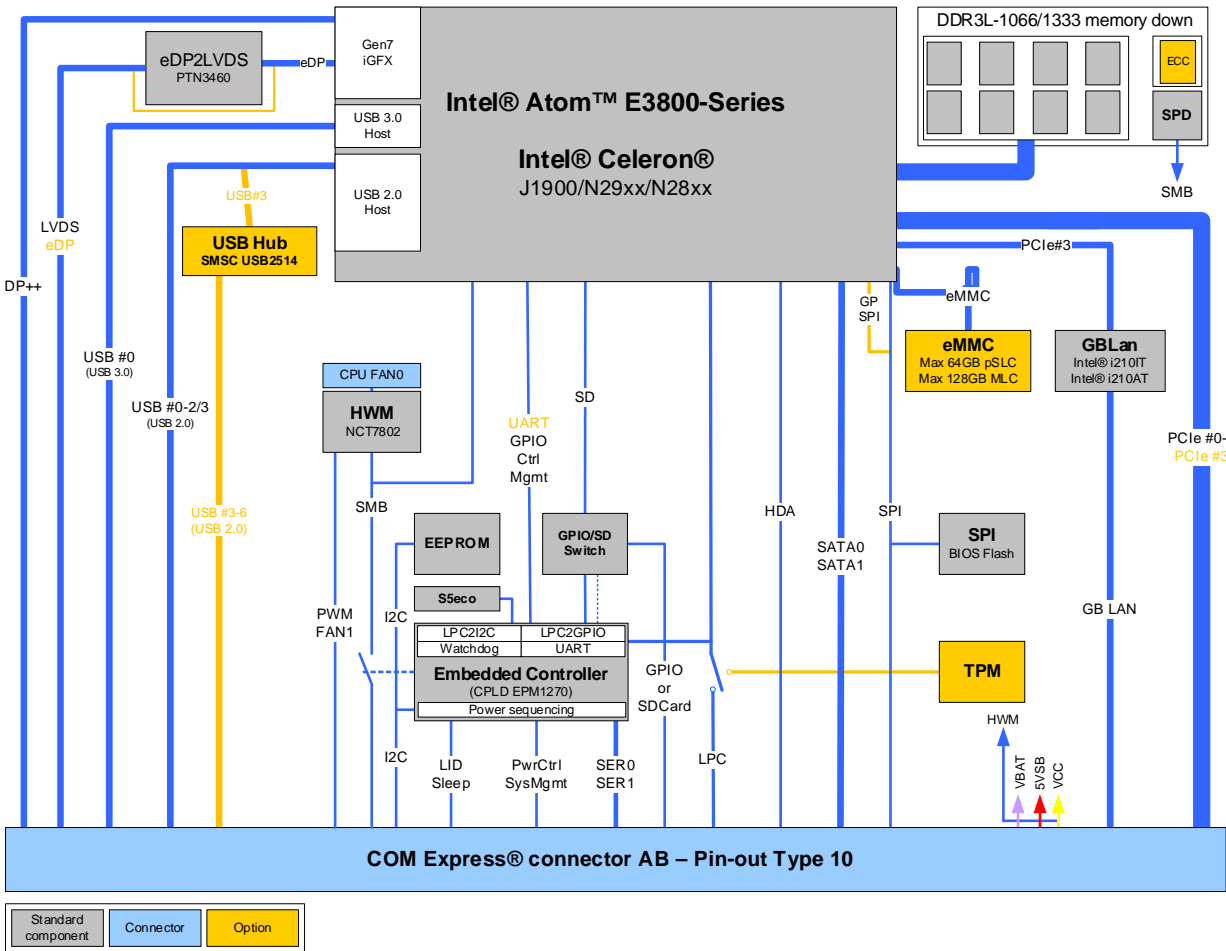 DDR3L-1066/1333 memory down
ECC
SPD
SMB
Gen7
iGFX
eDP2LVDS
PTN3460
eDP
Intel® Atom™ E3800-Series
Intel® Celeron®
J1900/N29xx/N28xx
USB 3.0
Host
USB 2.0
Host
USB#3
USB Hub
SMSC USB2514
LVDS
eDP
DP++
USB #0
(USB 3.0)
USB #0-2/3
(USB 2.0)
USB #3-6
(USB 2.0)
PCIe#3
eMMC
GP
SPI
eMMC
Max 64GB pSLC
Max 128GB MLC
GBLan
Intel® i210IT
Intel® i210AT
PCIe #0-
PCIe #3
CPU FAN0
HWM
NCT7802
SD
UART
GPIO
Ctrl
Mgmt
SMB
HDA
SPI
SATA0
SATA1
EEPROM
GPIO/SD
Switch
SPI
BIOS Flash
S5eco
I2C
PWM
FAN1
GB LAN
LPC2I2C
LPC2GPIO
Watchdog
UART
Embedded Controller
(CPLD EPM1270)
Power sequencing
GPIO
or
SDCard
TPM
HWM
I2C
LID
Sleep
PwrCtrl
SysMgmt
SER0
SER1
LPC
VBAT
5VSB
VCC
COM Express® connector AB – Pin-out Type 10
Standard
component
Connector
Option